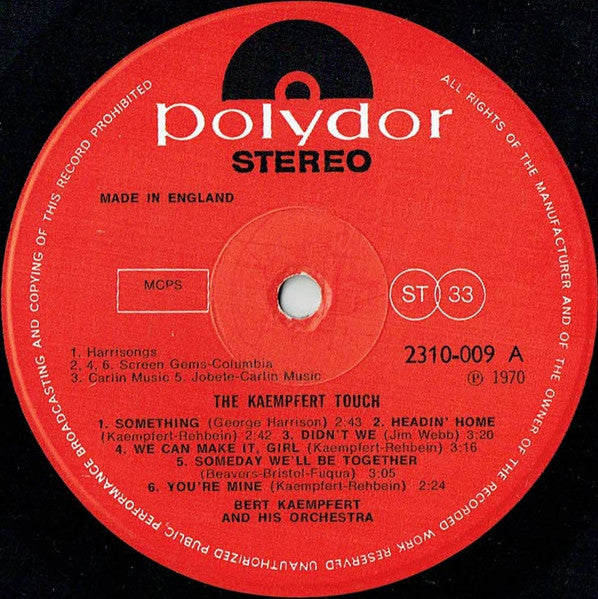 polydor
STEREO
MADE IN ENGLAND
MCPS
ST 33
1. Harrisongs
2, 4, 6. Screen Gems-Columbia
3. Carlin Music 5. Jobete-Carlin Music
2310-009 A
℗ 1970
THE KAEMPFERT TOUCH
1. SOMETHING (George Harrison) 2:43 2. HEADIN' HOME
(Kaempfert-Rehbein) 2:42 3. DIDN'T WE (Jim Webb) 3:20
4. WE CAN MAKE IT, GIRL (Kaempfert-Rehbein) 3:16
5. SOMEDAY WE'LL BE TOGETHER
(Beavers-Bristol-Fuqua) 3:05
6. YOU'RE MINE (Kaempfert-Rehbein) 2:24
BERT KAEMPFERT
AND HIS ORCHESTRA
ALL RIGHTS OF THE MANUFACTURER AND OF THE OWNER OF THE RECORDED WORK RESERVED UNAUTHORIZED PUBLIC PERFORMANCE BROADCASTING AND COPYING OF THIS RECORD PROHIBITED